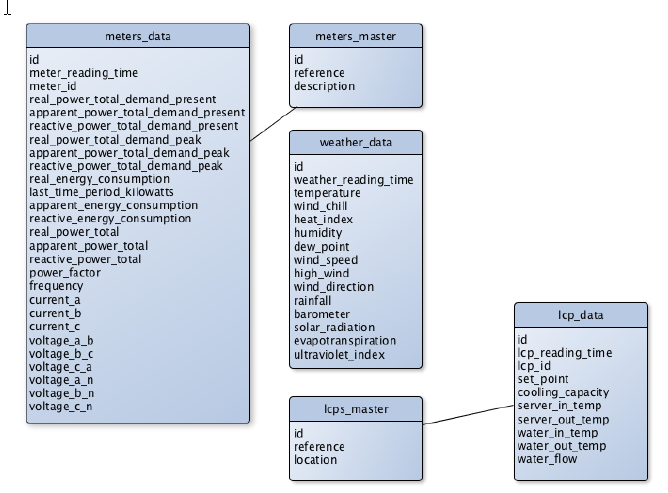 meters_data
id
meter_reading_time
meter_id
real_power_total_demand_present
apparent_power_total_demand_present
reactive_power_total_demand_present
real_power_total_demand_peak
apparent_power_total_demand_peak
reactive_power_total_demand_peak
real_energy_consumption
last_time_period_kilowatts
apparent_energy_consumption
reactive_energy_consumption
real_power_total
apparent_power_total
reactive_power_total
power_factor
frequency
current_a
current_b
current_c
voltage_a_b
voltage_b_c
voltage_c_a
voltage_a_n
voltage_b_n
voltage_c_n
meters_master
id
reference
description
weather_data
id
weather_reading_time
temperature
wind_chill
heat_index
humidity
dew_point
wind_speed
high_wind
wind_direction
rainfall
barometer
solar_radiation
evapotranspiration
ultraviolet_index
lcps_master
id
reference
location
lcp_data
id
lcp_reading_time
lcp_id
set_point
cooling_capacity
server_in_temp
server_out_temp
water_in_temp
water_out_temp
water_flow